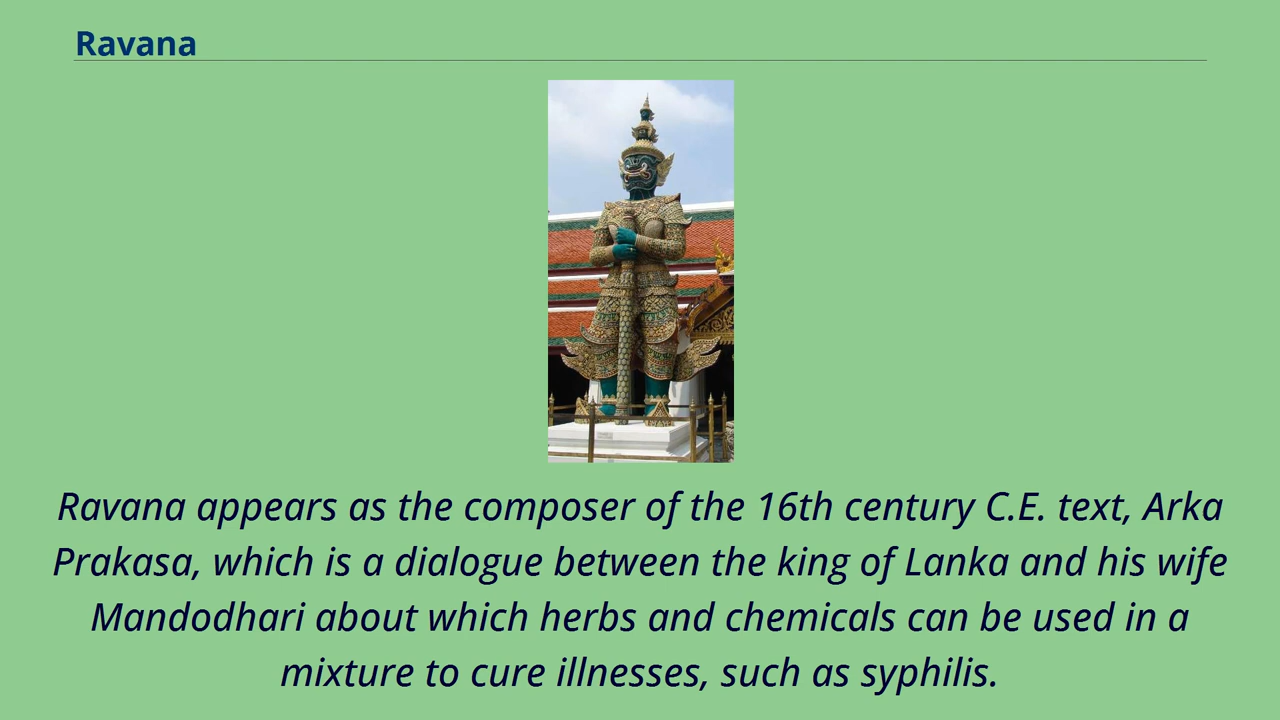 Ravana
Ravana appears as the composer of the 16th century C.E. text, Arka
Prakasa, which is a dialogue between the king of Lanka and his wife
Mandodhari about which herbs and chemicals can be used in a
mixture to cure illnesses, such as syphilis.